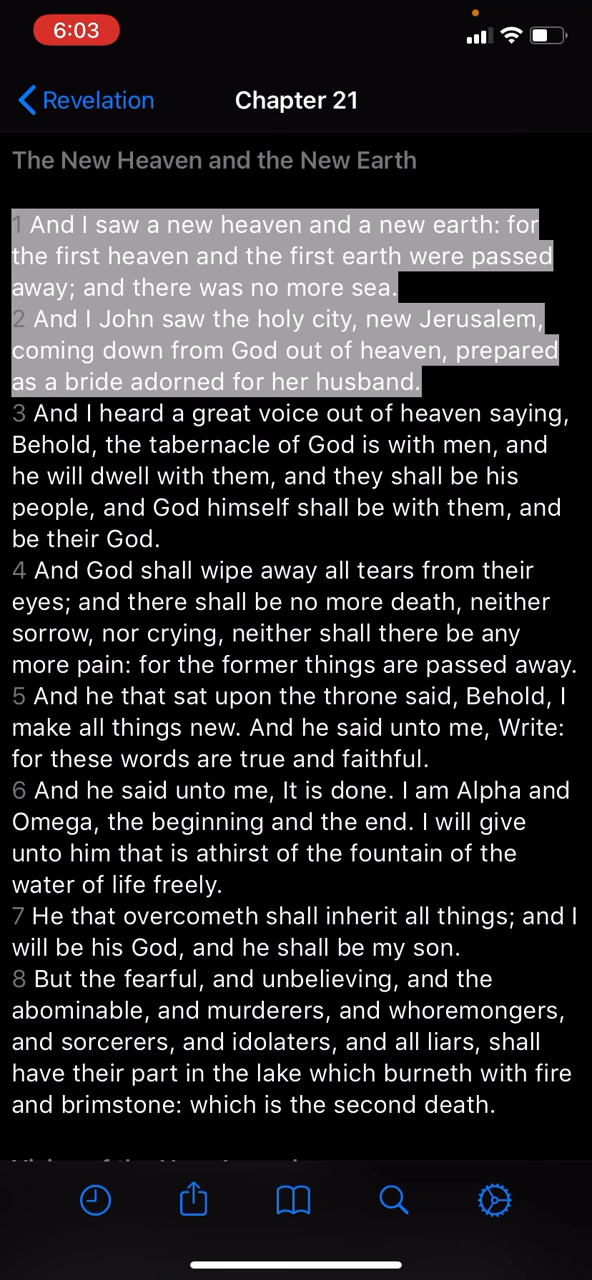 6:03
Revelation
Chapter 21
The New Heaven and the New Earth
1 And I saw a new heaven and a new earth: for
the first heaven and the first earth were passed
away; and there was no more sea.
2 And I John saw the holy city, new Jerusalem,
coming down from God out of heaven, prepared
as a bride adorned for her husband.
3 And I heard a great voice out of heaven saying,
Behold, the tabernacle of God is with men, and
he will dwell with them, and they shall be his
people, and God himself shall be with them, and
be their God.
4 And God shall wipe away all tears from their
eyes; and there shall be no more death, neither
sorrow, nor crying, neither shall there be any
more pain: for the former things are passed away.
5 And he that sat upon the throne said, Behold, I
make all things new. And he said unto me, Write:
for these words are true and faithful.
6 And he said unto me, It is done. I am Alpha and
Omega, the beginning and the end. I will give
unto him that is athirst of the fountain of the
water of life freely.
7 He that overcometh shall inherit all things; and I
will be his God, and he shall be my son.
8 But the fearful, and unbelieving, and the
abominable, and murderers, and whoremongers,
and sorcerers, and idolaters, and all liars, shall
have their part in the lake which burneth with fire
and brimstone: which is the second death.